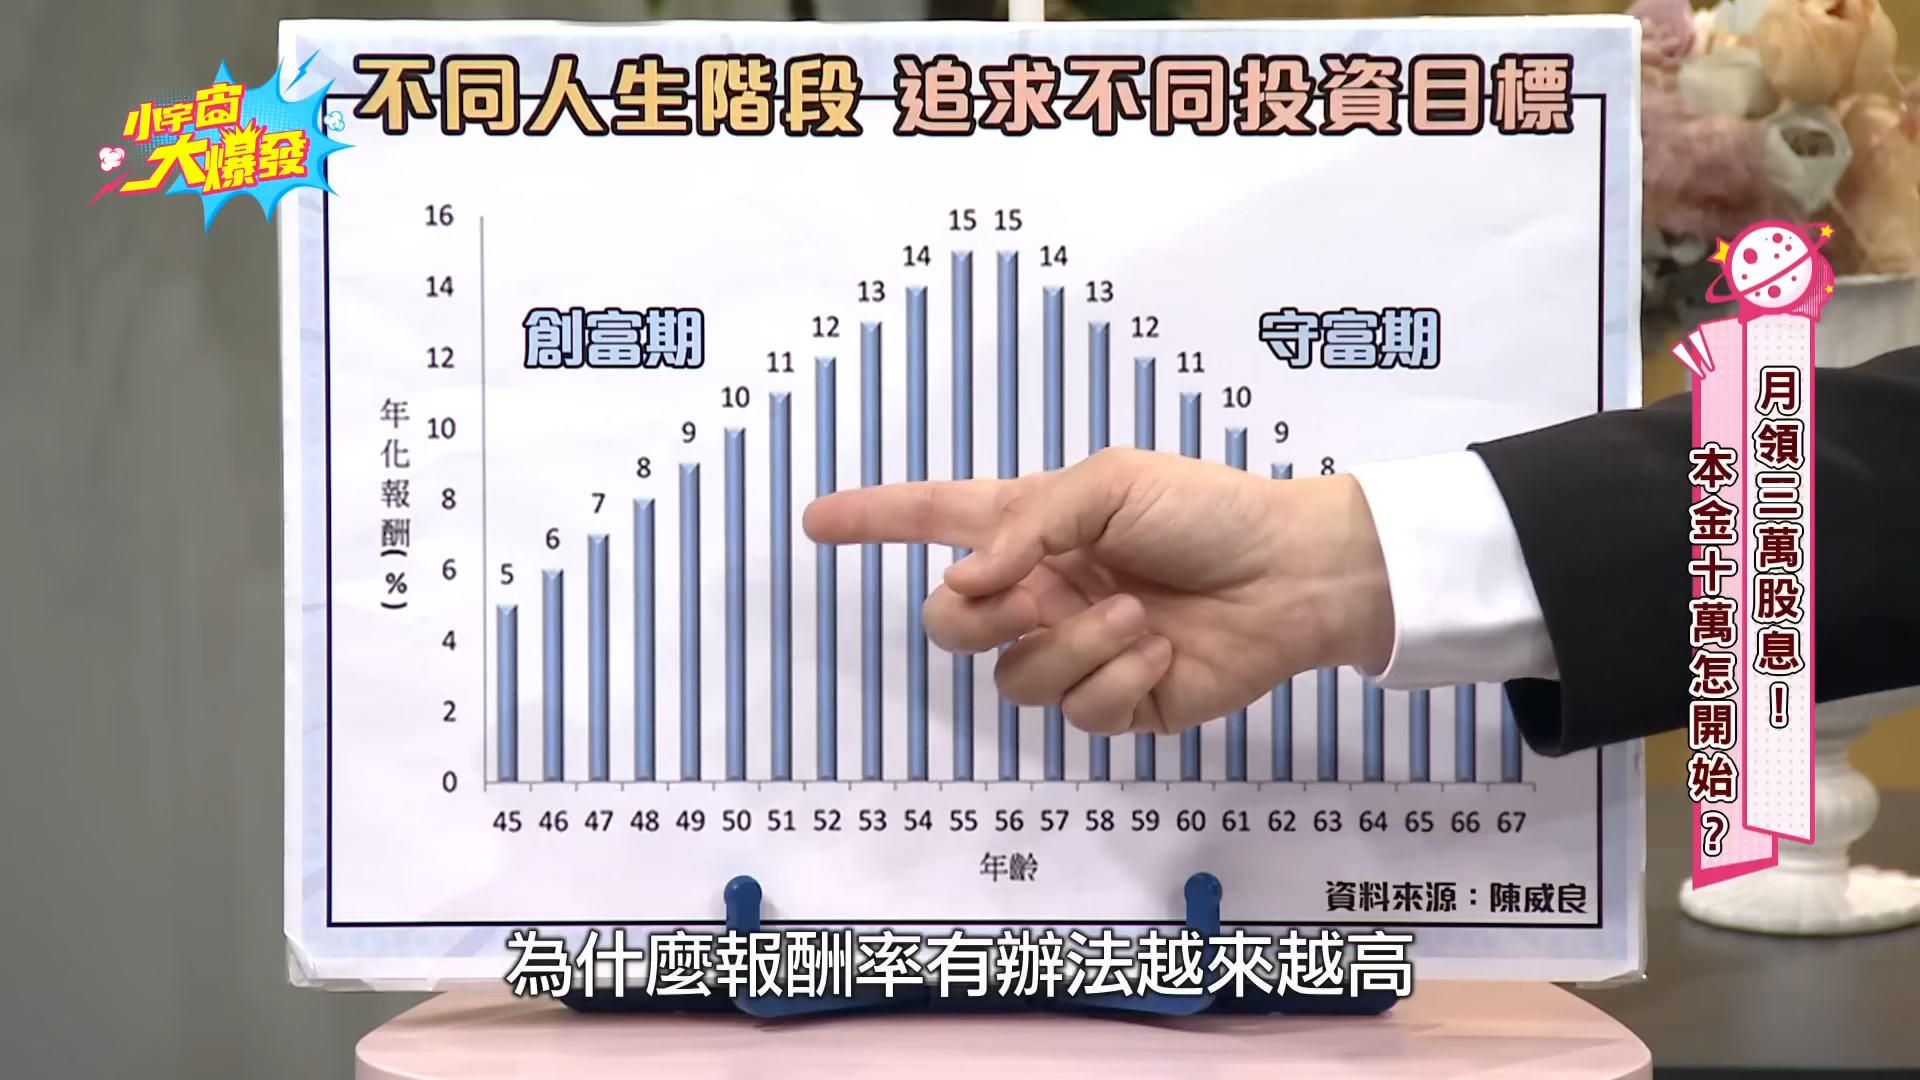 不同人生階段 追求不同投資目標
小宇宙
大爆發
16
14
12
10
8
6
4
2
0
年化報酬(%)
創富期
守富期
5
6
7
8
9
10
11
12
13
14
15
15
14
13
12
11
10
9
8
45 46 47 48 49 50 51 52 53 54 55 56 57 58 59 60 61 62 63 64 65 66 67
年齡
資料來源：陳威良
月領三萬股息！
本金十萬怎開始？
為什麼報酬率有辦法越來越高